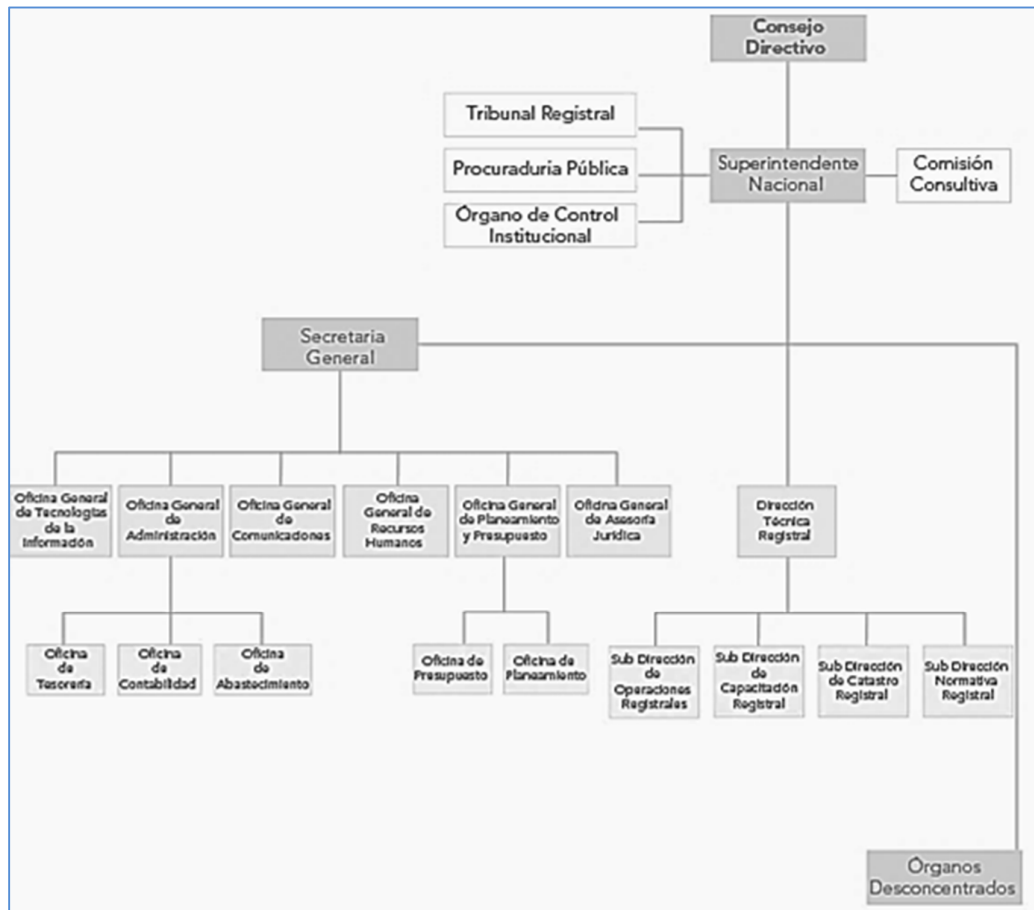 Consejo
Directivo
Tribunal Registral
Procuraduria Pública
Órgano de Control
Institucional
Superintendente
Nacional
Comisión
Consultiva
Secretaria
General
Oficina General
de Tecnologías
de la
Información
Oficina General
de
Administración
Oficina General
de
Comunicaciones
Oficina
General de
Recursos
Humanos
Oficina General
de Planeamiento
y Presupuesto
Oficina General
de Asesoría
Jurídica
Dirección
Técnica
Registral
Oficina
de
Tesorería
Oficina
de
Contabilidad
Oficina
de
Abastecimiento
Oficina de
Presupuesto
Oficina de
Planeamiento
Sub Dirección
de
Operaciones
Registrales
Sub Dirección
de
Capacitación
Registral
Sub Dirección
de Catastro
Registral
Sub Dirección
Normativa
Registral
Órganos
Desconcentrados